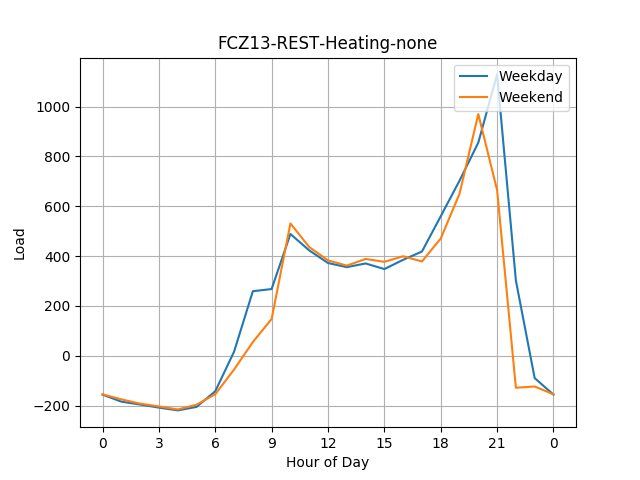 FCZ13-REST-Heating-none
Weekday
Weekend
1000
800
600
400
200
0
−200
Load
0 3 6 9 12 15 18 21 0
Hour of Day